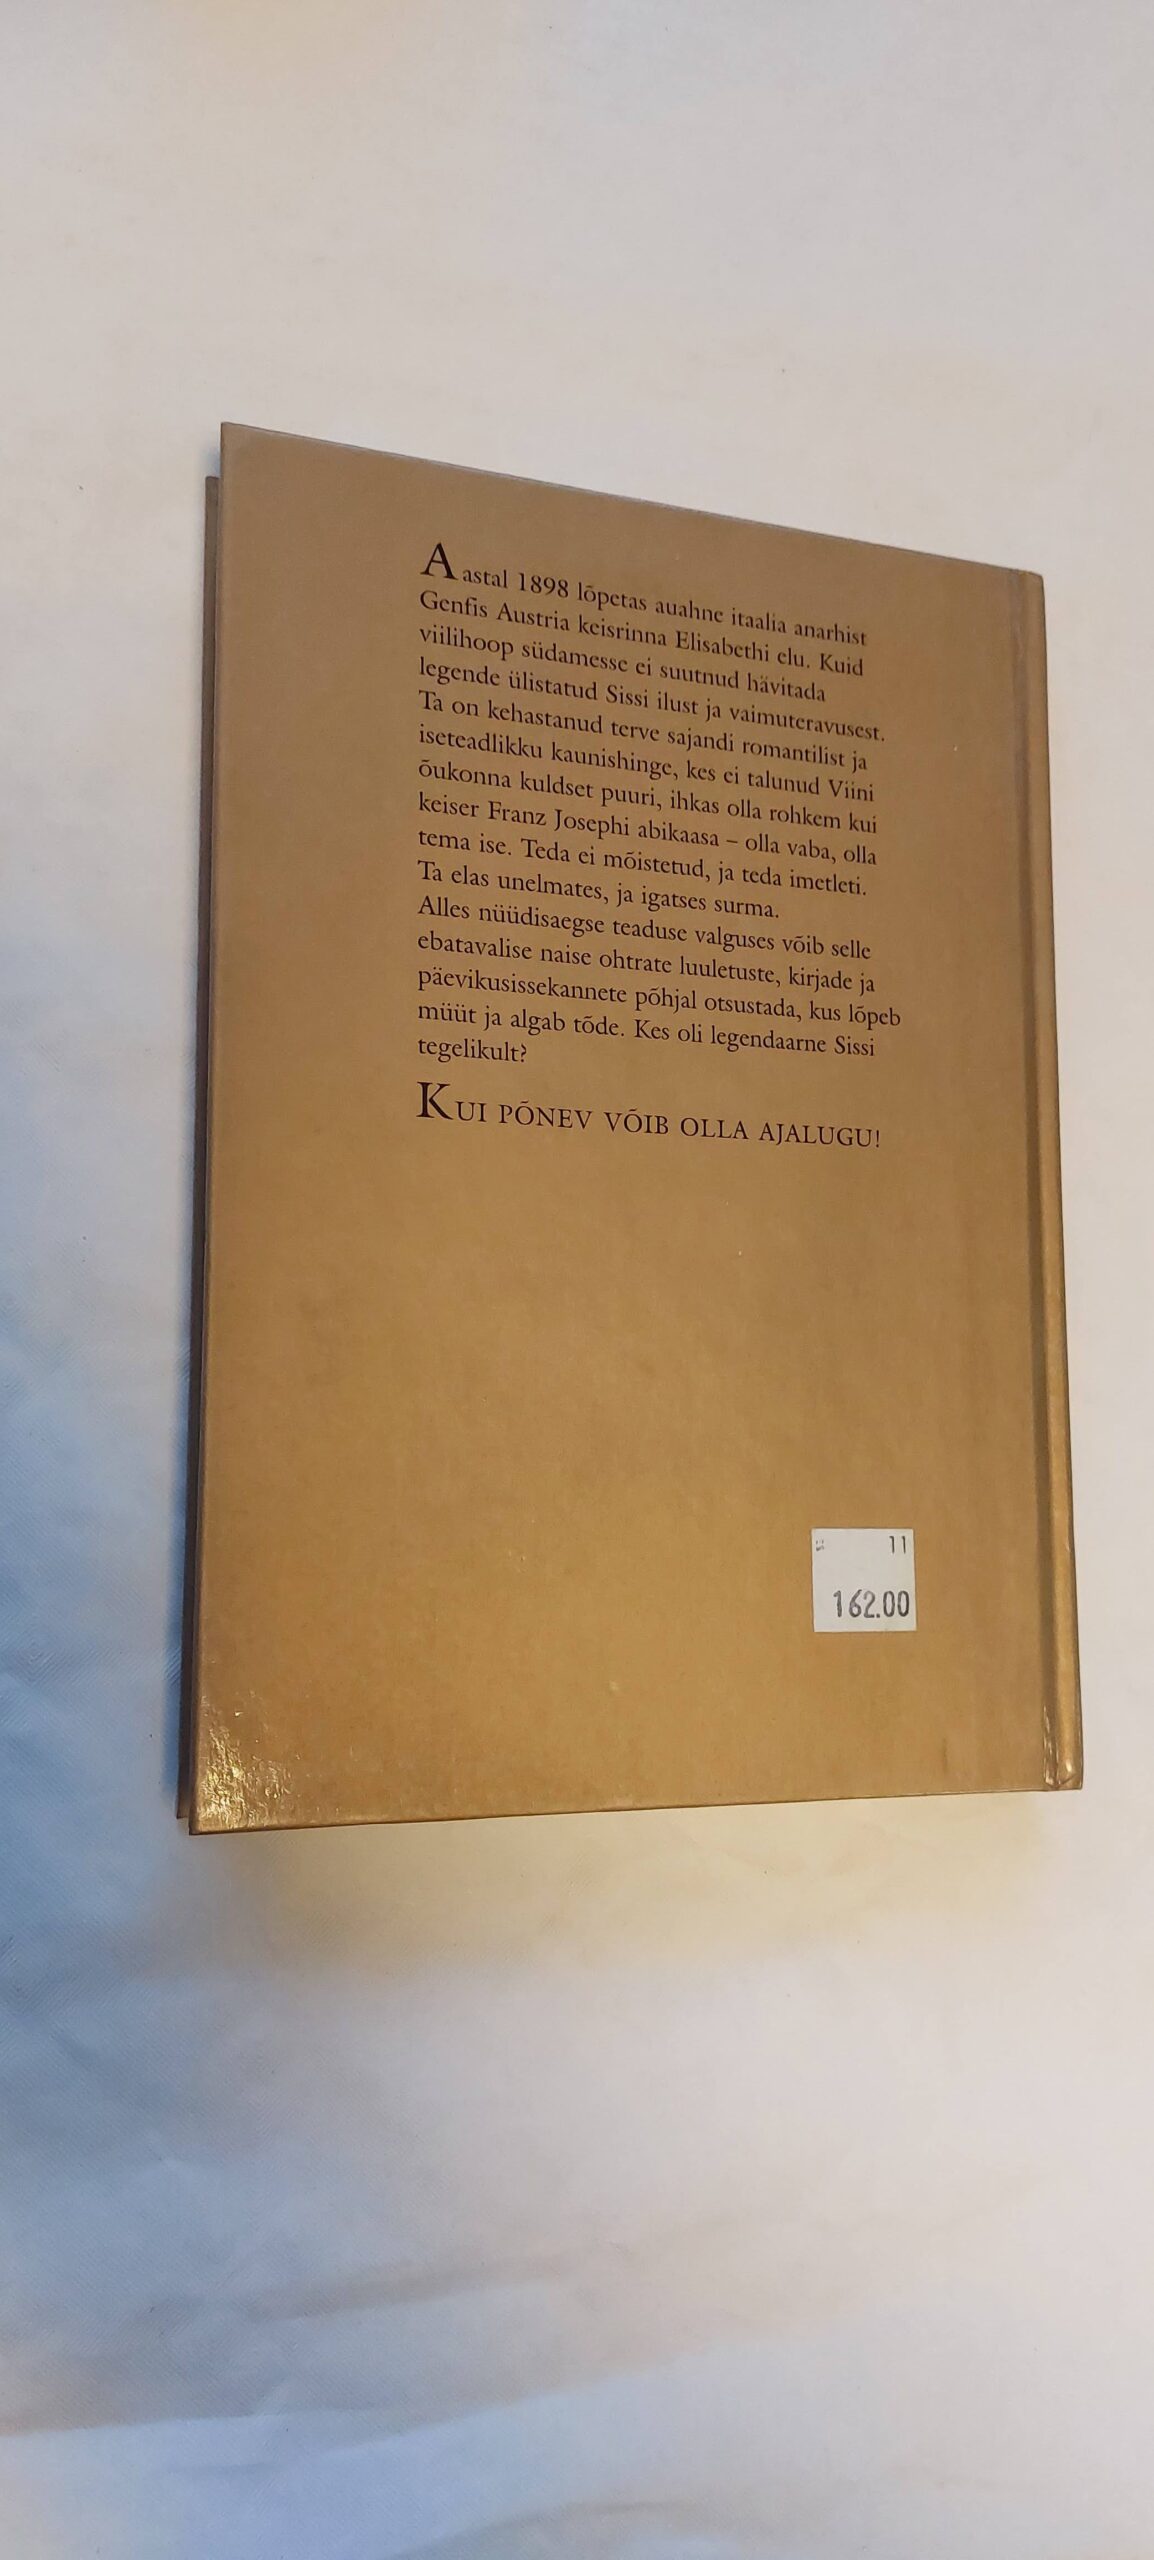 Aastal 1898 lõpetas auahne itaalia anarhist
Genfis Austria keisrinna Elisabethi elu. Kuid
viilihoop südamesse ei suutnud hävitada
legende ülistatud Sissi ilust ja vaimuteravusest.
Ta on kehastanud terve sajandi romantilist ja
iseteadlikku kaunishinge, kes ei talunud Viini
õukonna kuldset puuri, ihkas olla rohkem kui
keiser Franz Josephi abikaasa – olla vaba, olla
tema ise. Teda ei mõistetud, ja teda imetleti.
Ta elas unelmates, ja igatses surma.
Alles nüüdisaegse teaduse valguses võib selle
ebatavalise naise ohtrate luuletuste, kirjade ja
päevikusissekannete põhjal otsustada, kus lõpeb
müüt ja algab tõde. Kes oli legendaarne Sissi
tegelikult?
KUI PÕNEV VÕIB OLLA AJALUGU!
11
162.00